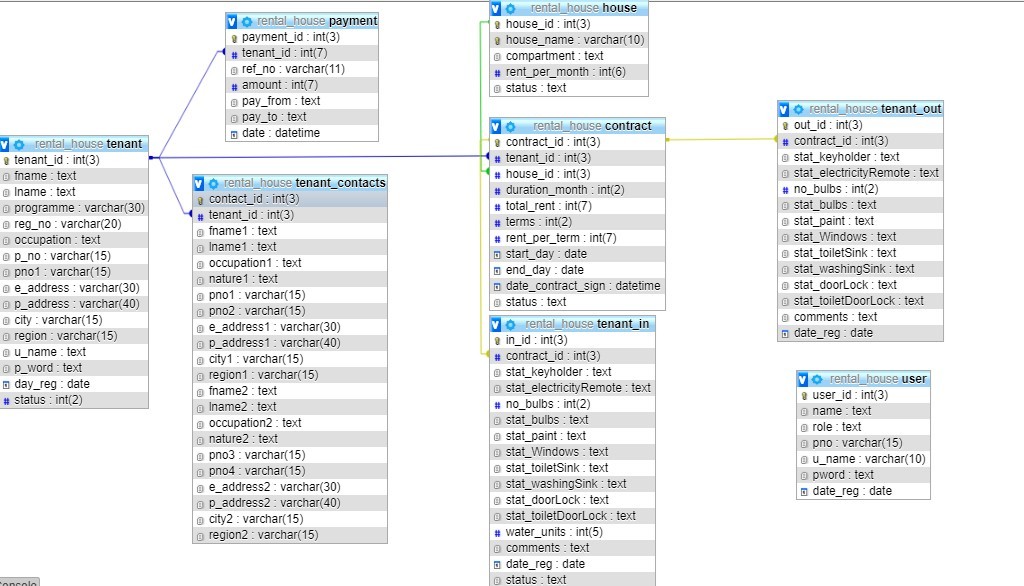 rental_house payment
payment_id : int(3)
tenant_id : int(7)
ref_no : varchar(11)
amount : int(7)
pay_from : text
pay_to : text
date : datetime
rental_house house
house_id : int(3)
house_name : varchar(10)
compartment : text
rent_per_month : int(6)
status : text
rental_house tenant
tenant_id : int(3)
fname : text
lname : text
programme : varchar(30)
reg_no : varchar(20)
occupation : text
p_no : varchar(15)
pno1 : varchar(15)
e_address : varchar(30)
p_address : varchar(40)
city : varchar(15)
region : varchar(15)
u_name : text
p_word : text
day_reg : date
status : int(2)
rental_house tenant_contacts
contact_id : int(3)
tenant_id : int(3)
fname1 : text
lname1 : text
occupation1 : text
nature1 : text
pno1 : varchar(15)
pno2 : varchar(15)
e_address1 : varchar(30)
p_address1 : varchar(40)
city1 : varchar(15)
region1 : varchar(15)
fname2 : text
lname2 : text
occupation2 : text
nature2 : text
pno3 : varchar(15)
pno4 : varchar(15)
e_address2 : varchar(30)
p_address2 : varchar(40)
city2 : varchar(15)
region2 : varchar(15)
rental_house contract
contract_id : int(3)
tenant_id : int(3)
house_id : int(3)
duration_month : int(2)
total_rent : int(7)
terms : int(2)
rent_per_term : int(7)
start_day : date
end_day : date
date_contract_sign : datetime
status : text
rental_house tenant_in
in_id : int(3)
contract_id : int(3)
stat_keyholder : text
stat_electricityRemote : text
no_bulbs : int(2)
stat_bulbs : text
stat_paint : text
stat_Windows : text
stat_toiletSink : text
stat_washingSink : text
stat_doorLock : text
stat_toiletDoorLock : text
water_units : int(5)
comments : text
date_reg : date
status : text
rental_house tenant_out
out_id : int(3)
contract_id : int(3)
stat_keyholder : text
stat_electricityRemote : text
no_bulbs : int(2)
stat_bulbs : text
stat_paint : text
stat_Windows : text
stat_toiletSink : text
stat_washingSink : text
stat_doorLock : text
stat_toiletDoorLock : text
comments : text
date_reg : date
rental_house user
user_id : int(3)
name : text
role : text
pno : varchar(15)
u_name : varchar(10)
pword : text
date_reg : date